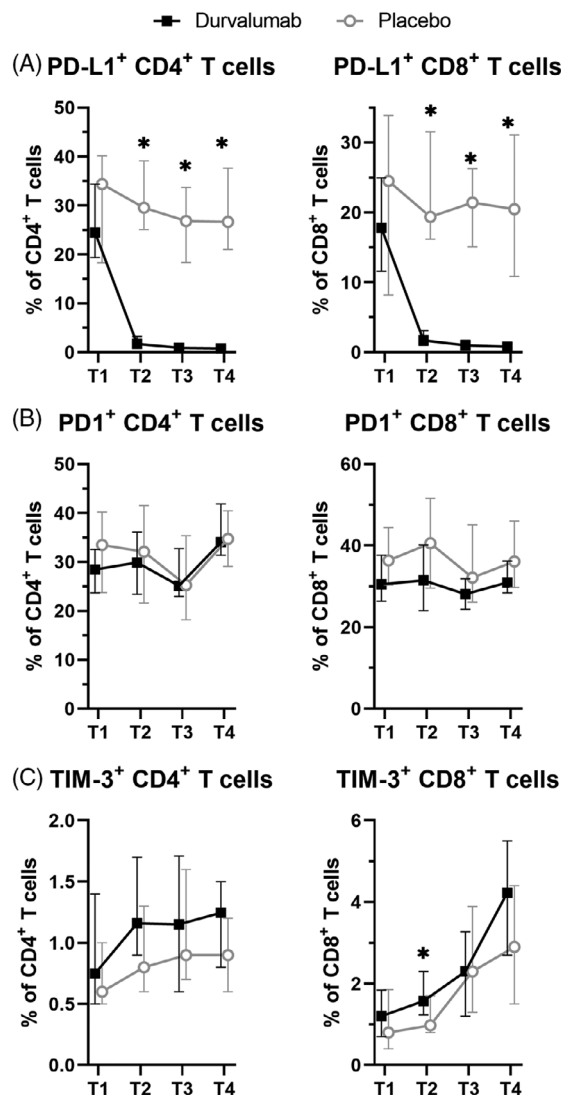 Durvalumab Placebo
(A) PD-L1⁺ CD4⁺ T cells PD-L1⁺ CD8⁺ T cells
% of CD4⁺ T cells
50
40
30
20
10
0
T1 T2 T3 T4
* * *
% of CD8⁺ T cells
30
20
10
0
T1 T2 T3 T4
* * *
(B) PD1⁺ CD4⁺ T cells PD1⁺ CD8⁺ T cells
% of CD4⁺ T cells
50
40
30
20
10
0
T1 T2 T3 T4
% of CD8⁺ T cells
60
40
20
0
T1 T2 T3 T4
(C) TIM-3⁺ CD4⁺ T cells TIM-3⁺ CD8⁺ T cells
% of CD4⁺ T cells
2.0
1.5
1.0
0.5
0.0
T1 T2 T3 T4
% of CD8⁺ T cells
6
4
2
0
T1 T2 T3 T4
*